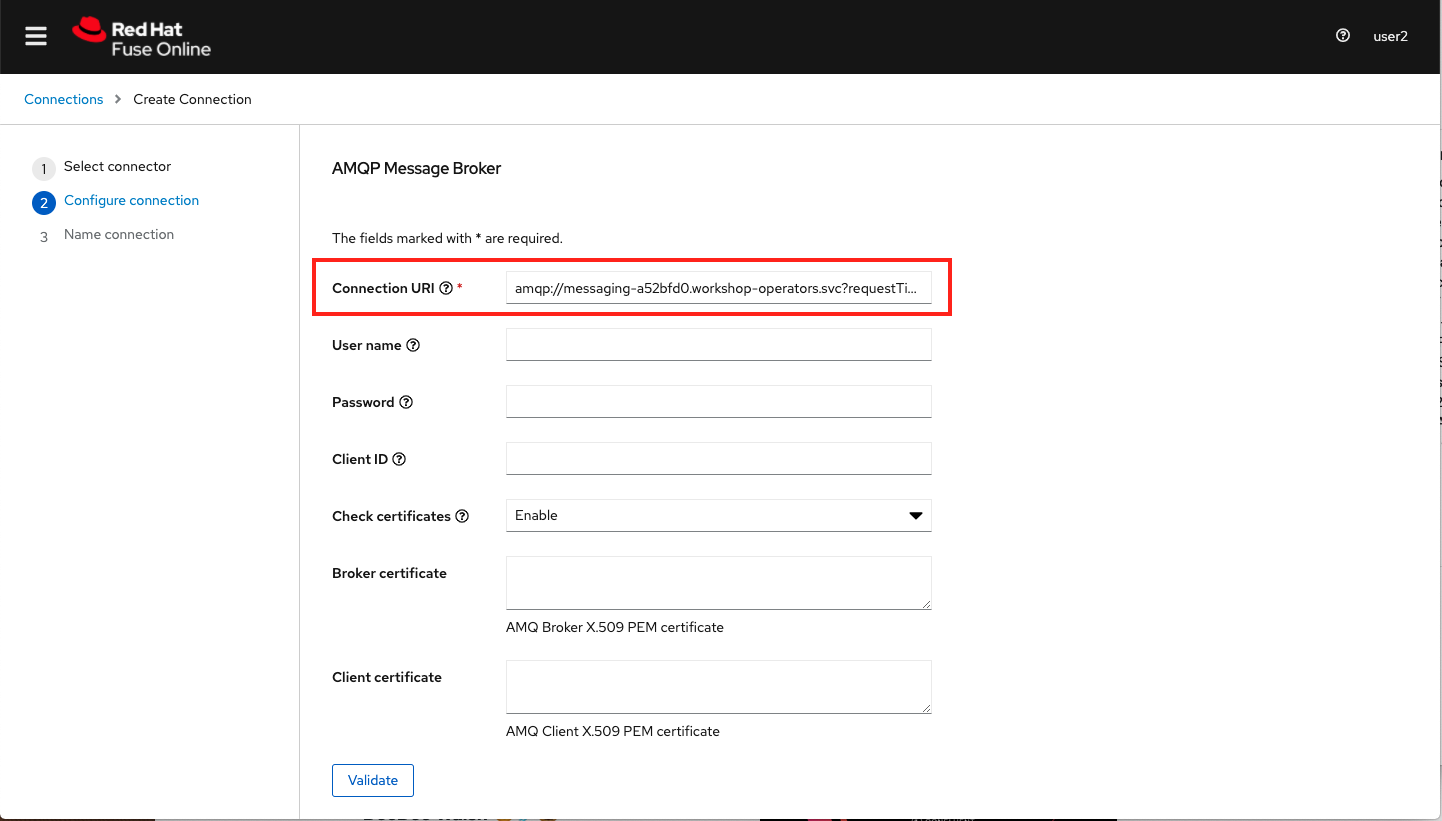 Red Hat
Fuse Online
user2
Connections > Create Connection
1 Select connector
2 Configure connection
3 Name connection
AMQP Message Broker
The fields marked with * are required.
Connection URI * amqp://messaging-a52bfd0.workshop-operators.svc?requestTi...
User name
Password
Client ID
Check certificates Enable
Broker certificate
AMQ Broker X.509 PEM certificate
Client certificate
AMQ Client X.509 PEM certificate
Validate